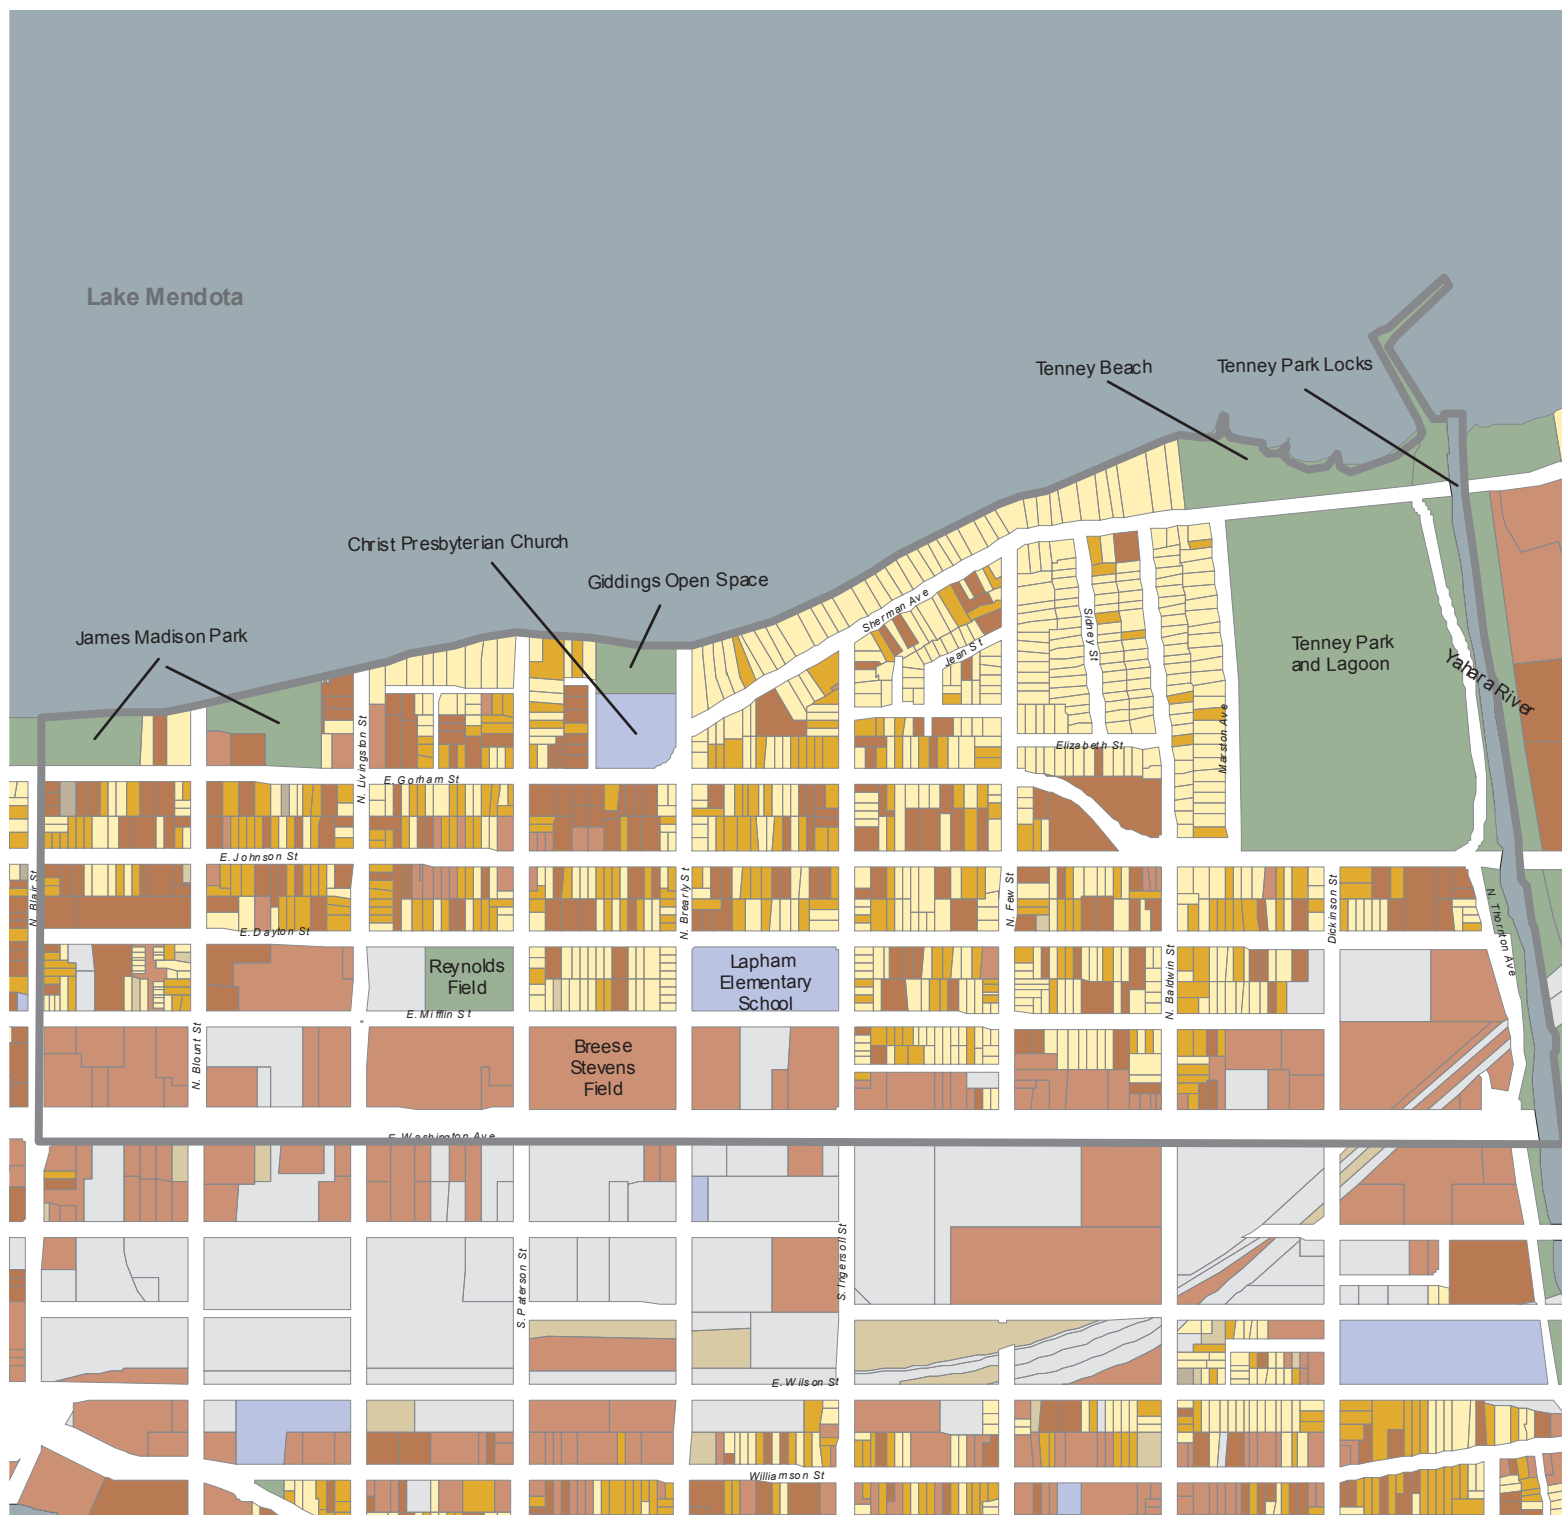 Lake Mendota
Tenney Beach
Tenney Park Locks
Christ Presbyterian Church
Giddings Open Space
James Madison Park
Sherman Ave
Jean St
Sidney St
Tenney Park
and Lagoon
Yahara River
Marston Ave
Elizabeth St
N. Livingston St
E. Gorham St
E. Johnson St
N. Blair St
N. Brearly St
N. Few St
Dickinson St
N. Thornton Ave
E. Dayton St
Reynolds
Field
Lapham
Elementary
School
N. Baldwin St
E. Mifflin St
N. Blount St
Breese
Stevens
Field
E. Washington Ave
S. Paterson St
S. Ingersoll St
E. Wilson St
Williamson St